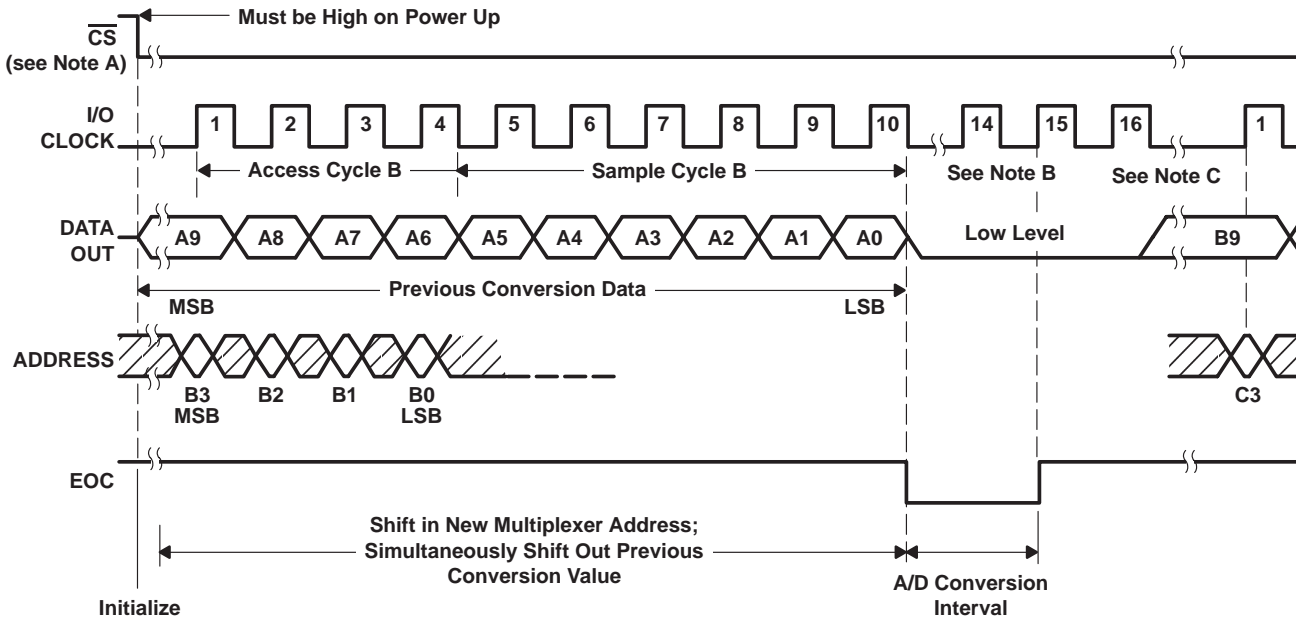 Must be High on Power Up
CS
(see Note A)
I/O
CLOCK
1 2 3 4 5 6 7 8 9 10 14 15 16 1
Access Cycle B
Sample Cycle B
See Note B
See Note C
DATA
OUT
A9 A8 A7 A6 A5 A4 A3 A2 A1 A0
Low Level
B9
Previous Conversion Data
MSB
LSB
ADDRESS
B3 B2 B1 B0
MSB LSB
C3
EOC
Shift in New Multiplexer Address;
Simultaneously Shift Out Previous
Conversion Value
A/D Conversion
Interval
Initialize